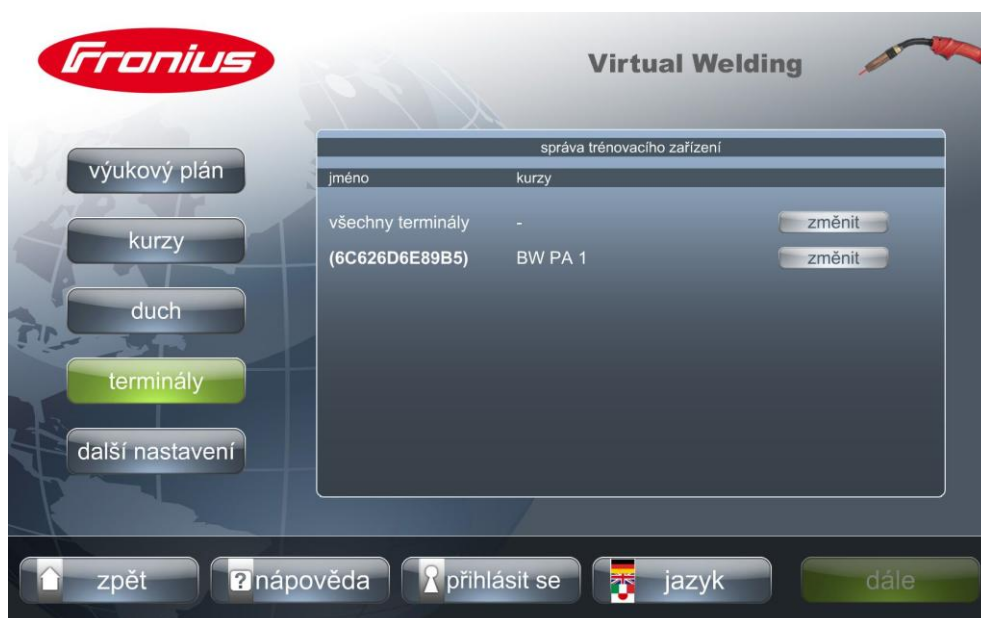 Fronius
Virtual Welding
výukový plán
kurzy
duch
terminály
další nastavení
správa trénovacího zařízení
jméno kurzy
všechny terminály - změnit
(6C626D6E89B5) BW PA 1 změnit
zpět
? nápověda
přihlásit se
jazyk
dále